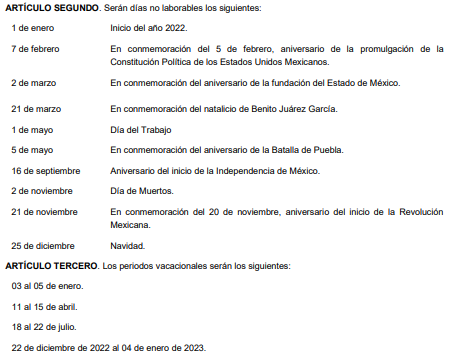 ARTÍCULO SEGUNDO. Serán días no laborables los siguientes:
1 de enero Inicio del año 2022.
7 de febrero En conmemoración del 5 de febrero, aniversario de la promulgación de la
Constitución Política de los Estados Unidos Mexicanos.
2 de marzo En conmemoración del aniversario de la fundación del Estado de México.
21 de marzo En conmemoración del natalicio de Benito Juárez García.
1 de mayo Día del Trabajo
5 de mayo En conmemoración del aniversario de la Batalla de Puebla.
16 de septiembre Aniversario del inicio de la Independencia de México.
2 de noviembre Día de Muertos.
21 de noviembre En conmemoración del 20 de noviembre, aniversario del inicio de la Revolución
Mexicana.
25 de diciembre Navidad.
ARTÍCULO TERCERO. Los periodos vacacionales serán los siguientes:
03 al 05 de enero.
11 al 15 de abril.
18 al 22 de julio.
22 de diciembre de 2022 al 04 de enero de 2023.